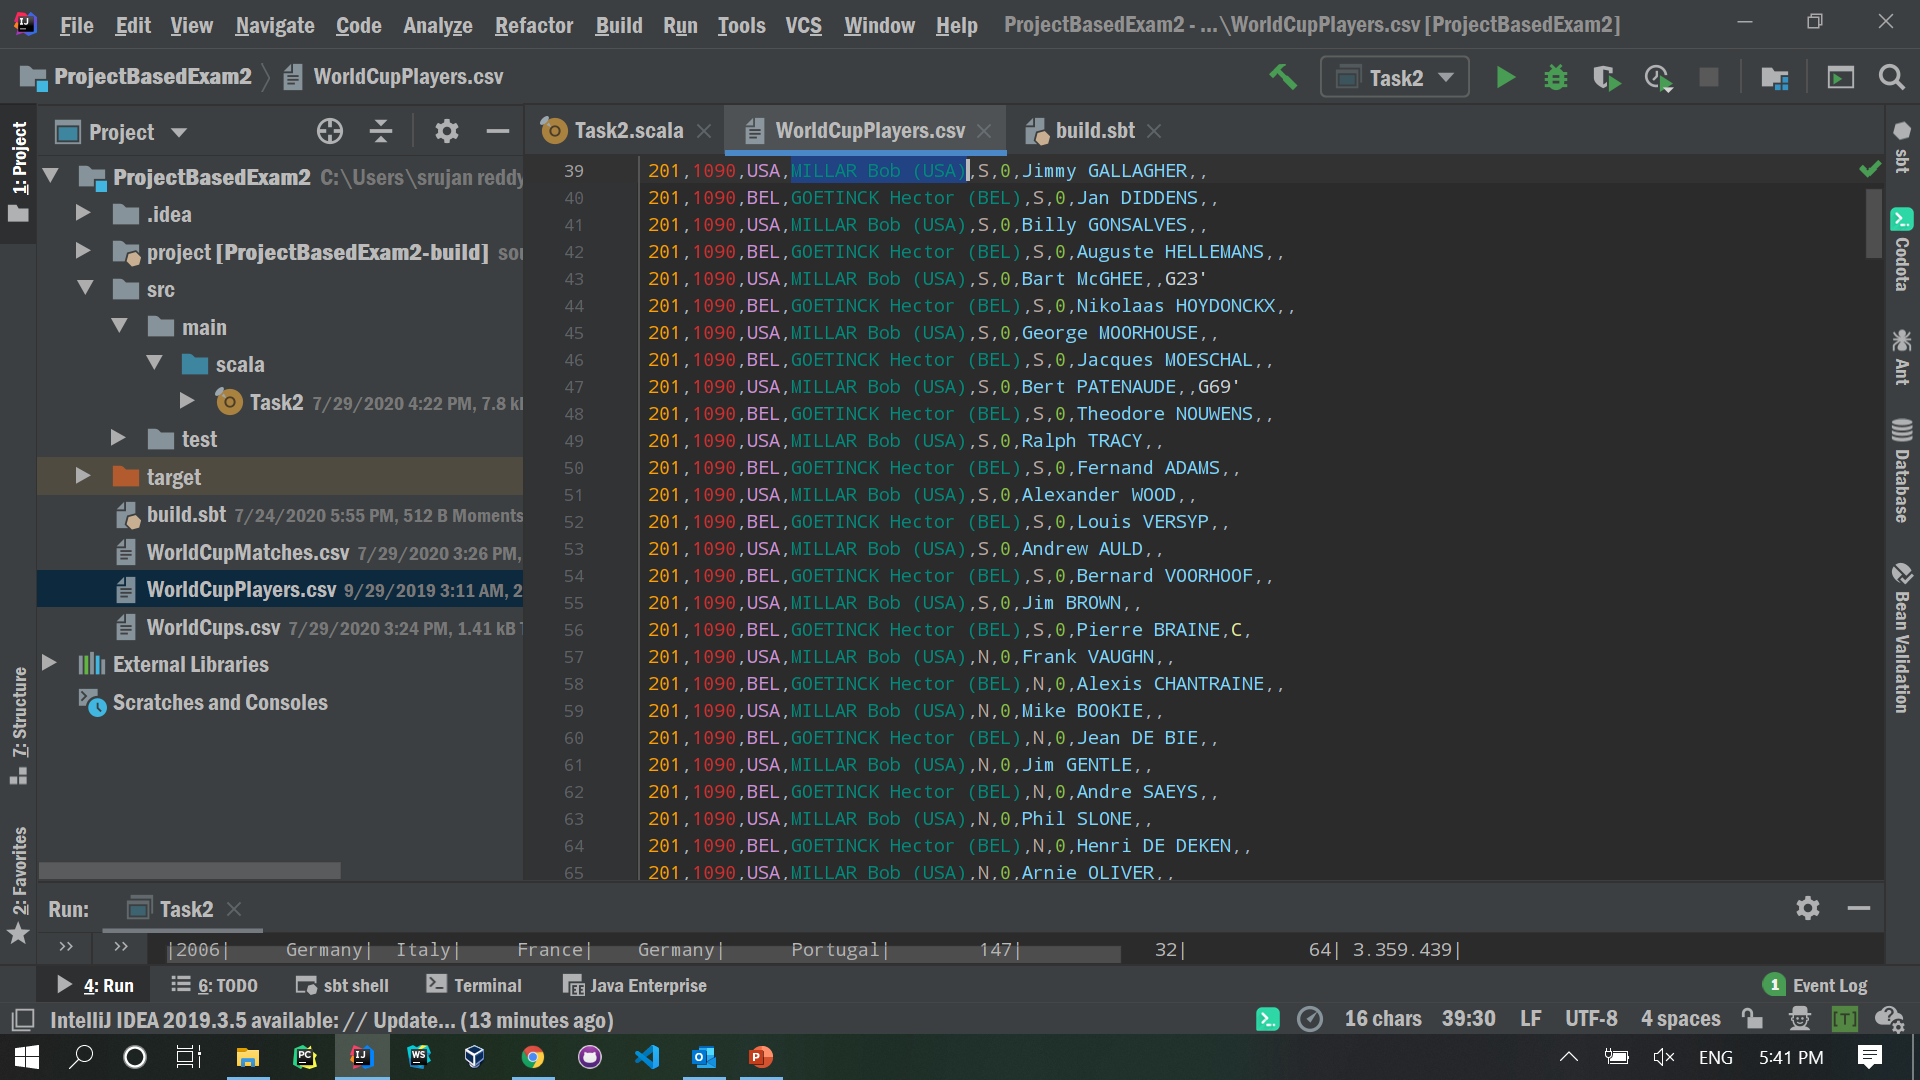 File Edit View Navigate Code Analyze Refactor Build Run Tools VCS Window Help ProjectBasedExam2 - ...\WorldCupPlayers.csv [ProjectBasedExam2]
ProjectBasedExam2 WorldCupPlayers.csv
Task2
1: Project
Project
ProjectBasedExam2 C:\Users\srujan reddy
.idea
project [ProjectBasedExam2-build] sou
src
main
scala
Task2 7/29/2020 4:22 PM, 7.8 k
test
target
build.sbt 7/24/2020 5:55 PM, 512 B Moments
WorldCupMatches.csv 7/29/2020 3:26 PM,
WorldCupPlayers.csv 9/29/2019 3:11 AM, 2
WorldCups.csv 7/29/2020 3:24 PM, 1.41 kB
External Libraries
Scratches and Consoles
7: Structure
2: Favorites
Task2.scala WorldCupPlayers.csv build.sbt
39 201,1090,USA,MILLAR Bob (USA),S,0,Jimmy GALLAGHER,,
40 201,1090,BEL,GOETINCK Hector (BEL),S,0,Jan DIDDENS,,
41 201,1090,USA,MILLAR Bob (USA),S,0,Billy GONSALVES,,
42 201,1090,BEL,GOETINCK Hector (BEL),S,0,Auguste HELLEMANS,,
43 201,1090,USA,MILLAR Bob (USA),S,0,Bart McGHEE,,G23'
44 201,1090,BEL,GOETINCK Hector (BEL),S,0,Nikolaas HOYDONCKX,,
45 201,1090,USA,MILLAR Bob (USA),S,0,George MOORHOUSE,,
46 201,1090,BEL,GOETINCK Hector (BEL),S,0,Jacques MOESCHAL,,
47 201,1090,USA,MILLAR Bob (USA),S,0,Bert PATENAUDE,,G69'
48 201,1090,BEL,GOETINCK Hector (BEL),S,0,Theodore NOUWENS,,
49 201,1090,USA,MILLAR Bob (USA),S,0,Ralph TRACY,,
50 201,1090,BEL,GOETINCK Hector (BEL),S,0,Fernand ADAMS,,
51 201,1090,USA,MILLAR Bob (USA),S,0,Alexander WOOD,,
52 201,1090,BEL,GOETINCK Hector (BEL),S,0,Louis VERSYP,,
53 201,1090,USA,MILLAR Bob (USA),S,0,Andrew AULD,,
54 201,1090,BEL,GOETINCK Hector (BEL),S,0,Bernard VOORHOOF,,
55 201,1090,USA,MILLAR Bob (USA),S,0,Jim BROWN,,
56 201,1090,BEL,GOETINCK Hector (BEL),S,0,Pierre BRAINE,C,
57 201,1090,USA,MILLAR Bob (USA),N,0,Frank VAUGHN,,
58 201,1090,BEL,GOETINCK Hector (BEL),N,0,Alexis CHANTRAINE,,
59 201,1090,USA,MILLAR Bob (USA),N,0,Mike BOOKIE,,
60 201,1090,BEL,GOETINCK Hector (BEL),N,0,Jean DE BIE,,
61 201,1090,USA,MILLAR Bob (USA),N,0,Jim GENTLE,,
62 201,1090,BEL,GOETINCK Hector (BEL),N,0,Andre SAEYS,,
63 201,1090,USA,MILLAR Bob (USA),N,0,Phil SLONE,,
64 201,1090,BEL,GOETINCK Hector (BEL),N,0,Henri DE DEKEN,,
65 201,1090,USA,MILLAR Bob (USA),N,0,Arnie OLIVER,,
sbt
Codota
Ant
Database
Bean Validation
Run: Task2
|2006| Germany| Italy| France| Germany| Portugal| 147| 32| 64| 3.359.439|
4: Run 6: TODO sbt shell Terminal Java Enterprise 1 Event Log
IntelliJ IDEA 2019.3.5 available: // Update... (13 minutes ago) 16 chars 39:30 LF UTF-8 4 spaces [T]
ENG 5:41 PM